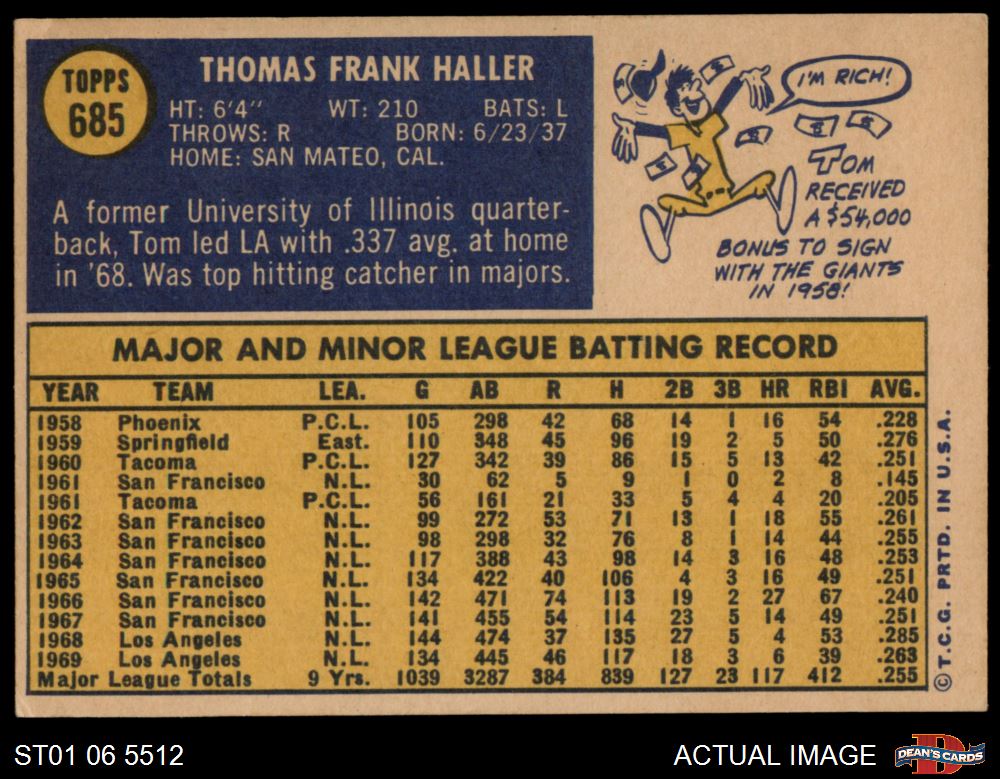 TOPPS
685
THOMAS FRANK HALLER
HT: 6'4" WT: 210 BATS: L
THROWS: R BORN: 6/23/37
HOME: SAN MATEO, CAL.
A former University of Illinois quarter-
back, Tom led LA with .337 avg. at home
in '68. Was top hitting catcher in majors.
I'M RICH!
TOM
RECEIVED
A $54,000
BONUS TO SIGN
WITH THE GIANTS
IN 1958!
MAJOR AND MINOR LEAGUE BATTING RECORD
YEAR TEAM LEA. G AB R H 2B 3B HR RBI AVG.
1958 Phoenix P.C.L. 105 298 42 68 14 1 16 54 .228
1959 Springfield East. 110 348 45 96 19 2 5 50 .276
1960 Tacoma P.C.L. 127 342 39 86 15 5 13 42 .251
1961 San Francisco N.L. 30 62 5 9 1 0 2 8 .145
1961 Tacoma P.C.L. 56 161 21 33 5 4 4 20 .205
1962 San Francisco N.L. 99 272 53 71 13 1 18 55 .261
1963 San Francisco N.L. 98 298 32 76 8 1 14 44 .255
1964 San Francisco N.L. 117 388 43 98 14 3 16 48 .253
1965 San Francisco N.L. 134 422 40 106 4 3 16 49 .251
1966 San Francisco N.L. 142 471 74 113 19 2 27 67 .240
1967 San Francisco N.L. 141 455 54 114 23 5 14 49 .251
1968 Los Angeles N.L. 144 474 37 135 27 5 4 53 .285
1969 Los Angeles N.L. 134 445 46 117 18 3 6 39 .263
Major League Totals 9 Yrs. 1039 3287 384 839 127 23 117 412 .255
© T.C.G. PRTD. IN U.S.A.
ST01 06 5512
ACTUAL IMAGE
DEAN'S CARDS